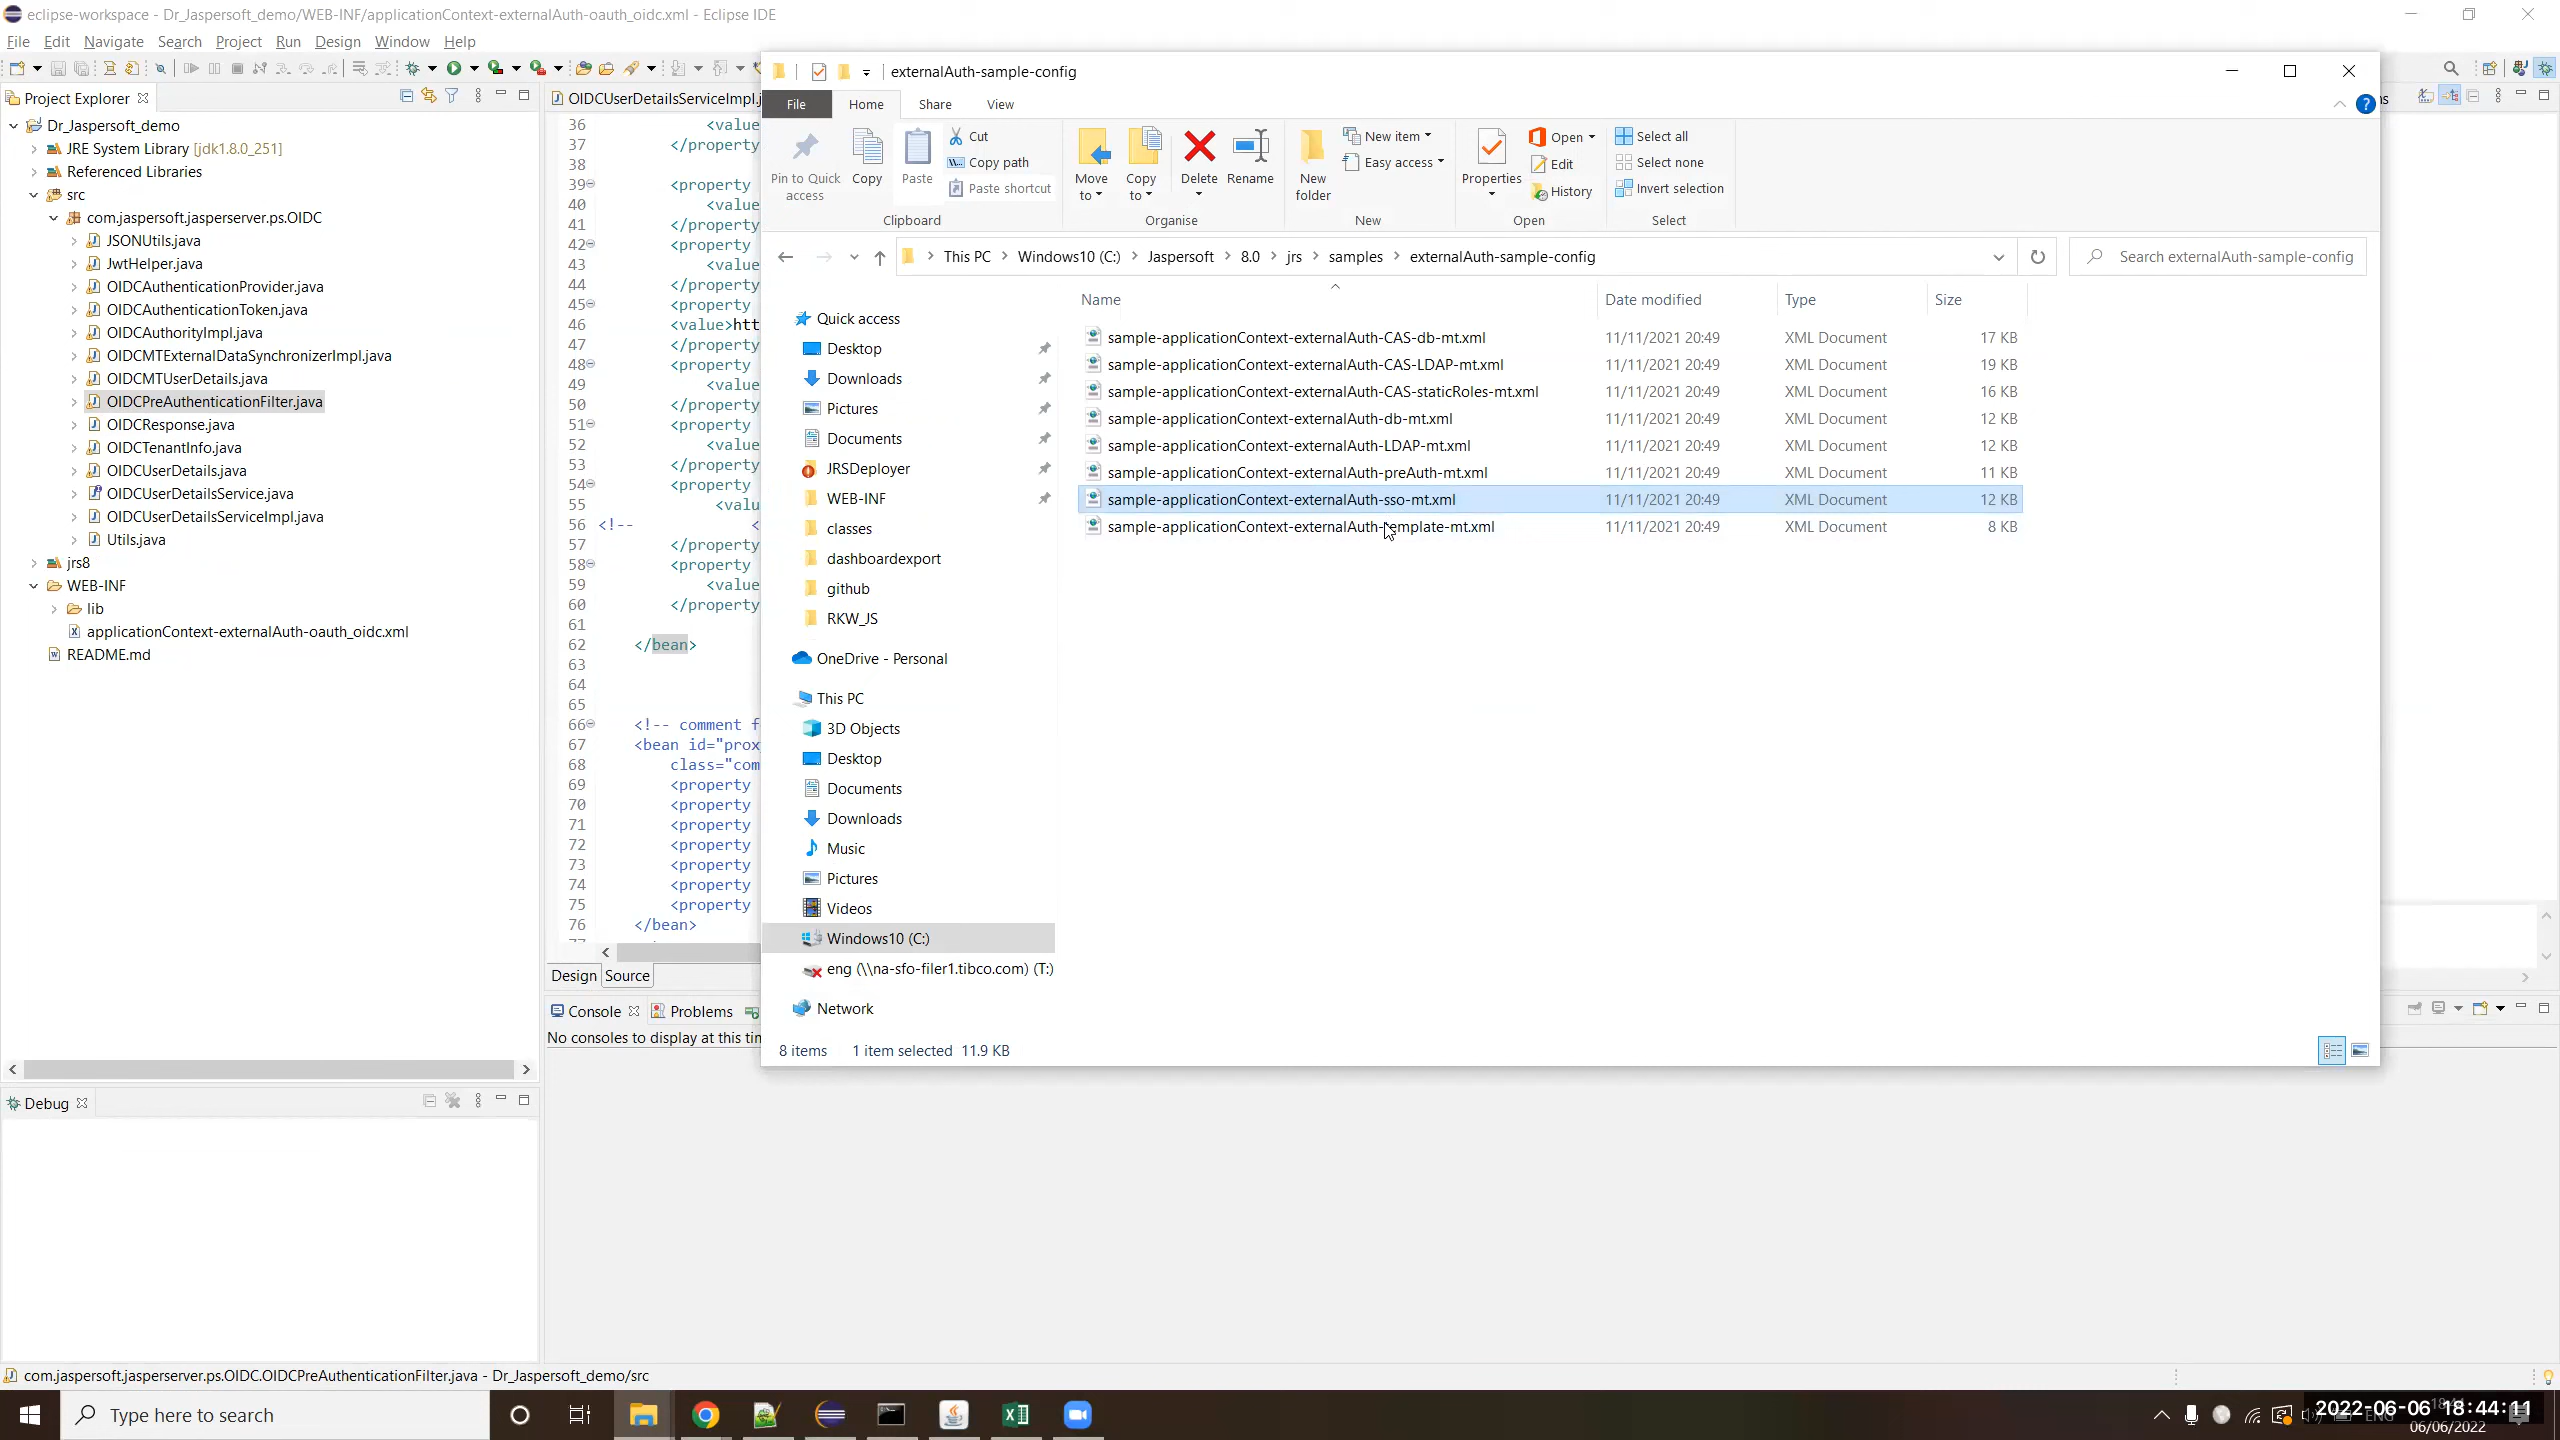 eclipse-workspace - Dr_Jaspersoft_demo/WEB-INF/applicationContext-externalAuth-oauth_oidc.xml - Eclipse IDE
File Edit Navigate Search Project Run Design Window Help
Project Explorer
Dr_Jaspersoft_demo
JRE System Library [jdk1.8.0_251]
Referenced Libraries
src
com.jaspersoft.jasperserver.ps.OIDC
JSONUtils.java
JwtHelper.java
OIDCAuthenticationProvider.java
OIDCAuthenticationToken.java
OIDCAuthorityImpl.java
OIDCMTExternalDataSynchronizerImpl.java
OIDCMTUserDetails.java
OIDCPreAuthenticationFilter.java
OIDCResponse.java
OIDCTenantInfo.java
OIDCUserDetails.java
OIDCUserDetailsService.java
OIDCUserDetailsServiceImpl.java
Utils.java
jrs8
WEB-INF
lib
applicationContext-externalAuth-oauth_oidc.xml
README.md
Debug
OIDCUserDetailsServiceImpl.j
36 <value
37 </property
38
39 <property
40 <value
41 </property
42 <property
43 <value
44 </property
45 <property
46 <value>htt
47 </property
48 <property
49 <value
50 </property
51 <property
52 <value
53 </property
54 <property
55 <valu
56 <!-- <
57 </property
58 <property
59 <value
60 </property
61
62 </bean>
63
64
65
66 <!-- comment f
67 <bean id="prox
68 class="com
69 <property
70 <property
71 <property
72 <property
73 <property
74 <property
75 <property
76 </bean>
Design Source
Console Problems
No consoles to display at this tim
externalAuth-sample-config
File Home Share View
Pin to Quick access
Copy
Paste
Cut
Copy path
Paste shortcut
Clipboard
Move to
Copy to
Delete
Rename
Organise
New folder
New item
Easy access
New
Properties
Open
Edit
History
Open
Select all
Select none
Invert selection
Select
This PC Windows10 (C:) Jaspersoft 8.0 jrs samples externalAuth-sample-config
Search externalAuth-sample-config
Quick access
Desktop
Downloads
Pictures
Documents
JRSDeployer
WEB-INF
classes
dashboardexport
github
RKW_JS
OneDrive - Personal
This PC
3D Objects
Desktop
Documents
Downloads
Music
Pictures
Videos
Windows10 (C:)
eng (\\na-sfo-filer1.tibco.com) (T:)
Network
Name Date modified Type Size
sample-applicationContext-externalAuth-CAS-db-mt.xml 11/11/2021 20:49 XML Document 17 KB
sample-applicationContext-externalAuth-CAS-LDAP-mt.xml 11/11/2021 20:49 XML Document 19 KB
sample-applicationContext-externalAuth-CAS-staticRoles-mt.xml 11/11/2021 20:49 XML Document 16 KB
sample-applicationContext-externalAuth-db-mt.xml 11/11/2021 20:49 XML Document 12 KB
sample-applicationContext-externalAuth-LDAP-mt.xml 11/11/2021 20:49 XML Document 12 KB
sample-applicationContext-externalAuth-preAuth-mt.xml 11/11/2021 20:49 XML Document 11 KB
sample-applicationContext-externalAuth-sso-mt.xml 11/11/2021 20:49 XML Document 12 KB
sample-applicationContext-externalAuth-template-mt.xml 11/11/2021 20:49 XML Document 8 KB
8 items 1 item selected 11.9 KB
com.jaspersoft.jasperserver.ps.OIDC.OIDCPreAuthenticationFilter.java - Dr_Jaspersoft_demo/src
Type here to search
2022-06-06 18:44:11
06/06/2022